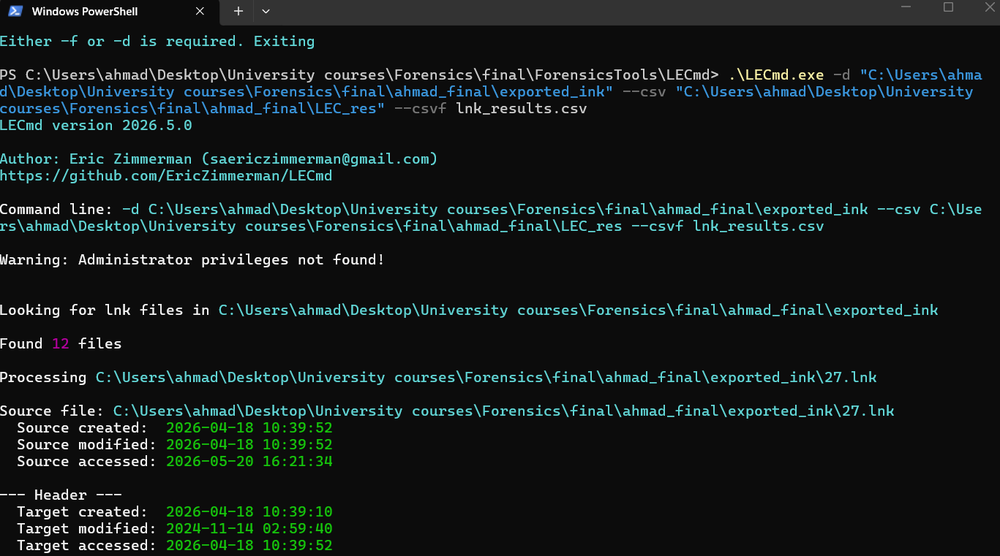 Windows PowerShell
Either -f or -d is required. Exiting
PS C:\Users\ahmad\Desktop\University courses\Forensics\final\ForensicsTools\LECmd> .\LECmd.exe -d "C:\Users\ahma
d\Desktop\University courses\Forensics\final\ahmad_final\exported_ink" --csv "C:\Users\ahmad\Desktop\University
courses\Forensics\final\ahmad_final\LEC_res" --csvf lnk_results.csv
LECmd version 2026.5.0
Author: Eric Zimmerman (saericzimmerman@gmail.com)
https://github.com/EricZimmerman/LECmd
Command line: -d C:\Users\ahmad\Desktop\University courses\Forensics\final\ahmad_final\exported_ink --csv C:\Use
rs\ahmad\Desktop\University courses\Forensics\final\ahmad_final\LEC_res --csvf lnk_results.csv
Warning: Administrator privileges not found!
Looking for lnk files in C:\Users\ahmad\Desktop\University courses\Forensics\final\ahmad_final\exported_ink
Found 12 files
Processing C:\Users\ahmad\Desktop\University courses\Forensics\final\ahmad_final\exported_ink\27.lnk
Source file: C:\Users\ahmad\Desktop\University courses\Forensics\final\ahmad_final\exported_ink\27.lnk
  Source created:  2026-04-18 10:39:52
  Source modified: 2026-04-18 10:39:52
  Source accessed: 2026-05-20 16:21:34
--- Header ---
  Target created:  2026-04-18 10:39:10
  Target modified: 2024-11-14 02:59:40
  Target accessed: 2026-04-18 10:39:52